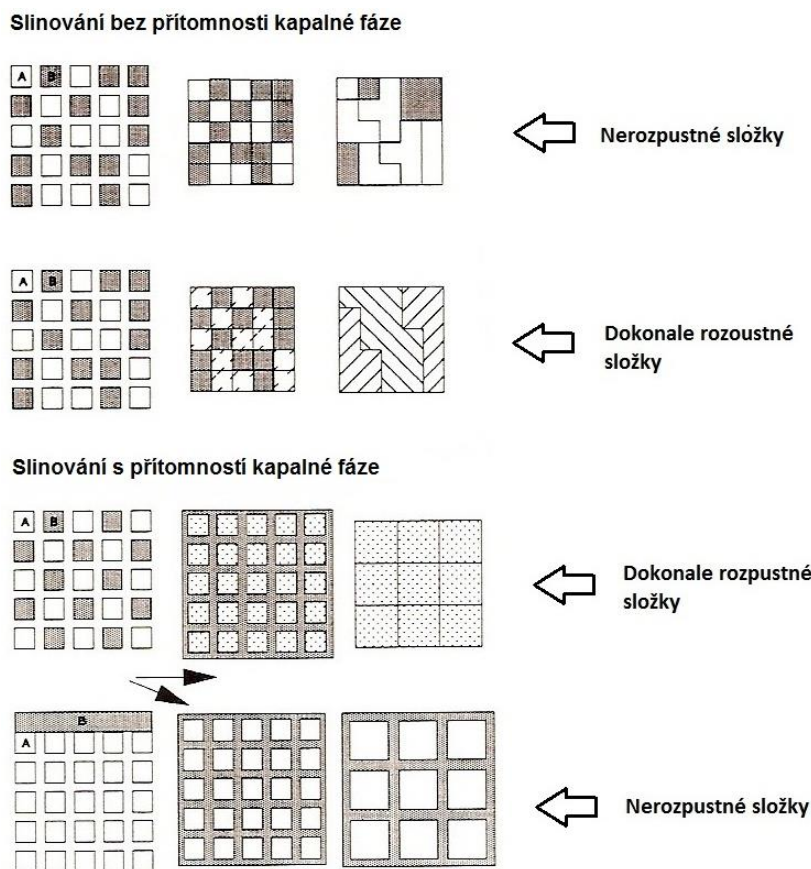 Slinování bez přítomnosti kapalné fáze
A B
Nerozpustné složky
A B
Dokonale rozoustné
složky
Slinování s přítomností kapalné fáze
A B
Dokonale rozpustné
složky
B
A
Nerozpustné složky